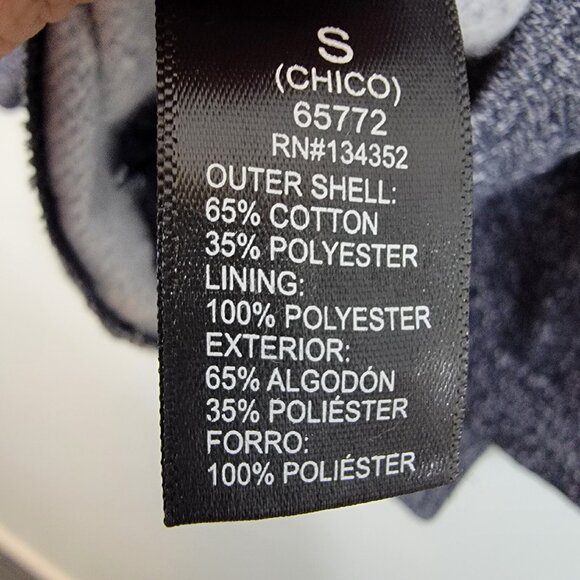 S
(CHICO)
65772
RN#134352
OUTER SHELL:
65% COTTON
35% POLYESTER
LINING:
100% POLYESTER
EXTERIOR:
65% ALGODÓN
35% POLIÉSTER
FORRO:
100% POLIÉSTER